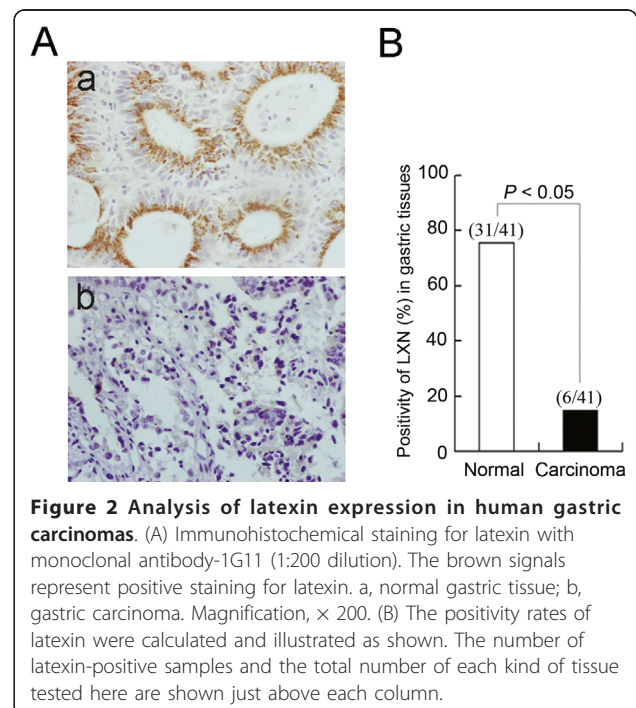 A
B
a
b
100
80
60
40
20
0
Positivity of LXN (%) in gastric tissues
P < 0.05
(31/41)
(6/41)
Normal Carcinoma
Figure 2 Analysis of latexin expression in human gastric
carcinomas. (A) Immunohistochemical staining for latexin with
monoclonal antibody-1G11 (1:200 dilution). The brown signals
represent positive staining for latexin. a, normal gastric tissue; b,
gastric carcinoma. Magnification, × 200. (B) The positivity rates of
latexin were calculated and illustrated as shown. The number of
latexin-positive samples and the total number of each kind of tissue
tested here are shown just above each column.